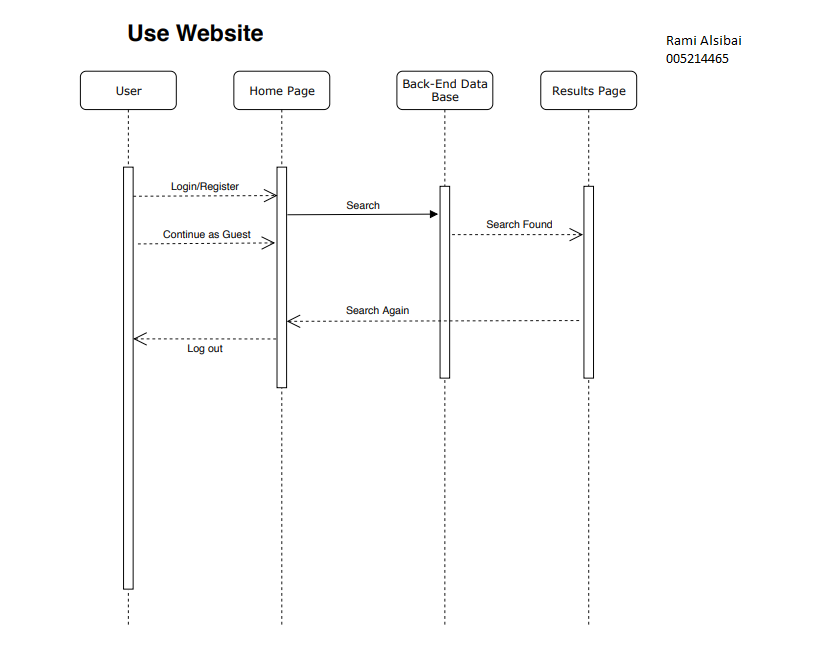 Use Website
Rami Alsibai
005214465
User
Home Page
Back-End Data
Base
Results Page
Login/Register
Search
Continue as Guest
Search Found
Search Again
Log out